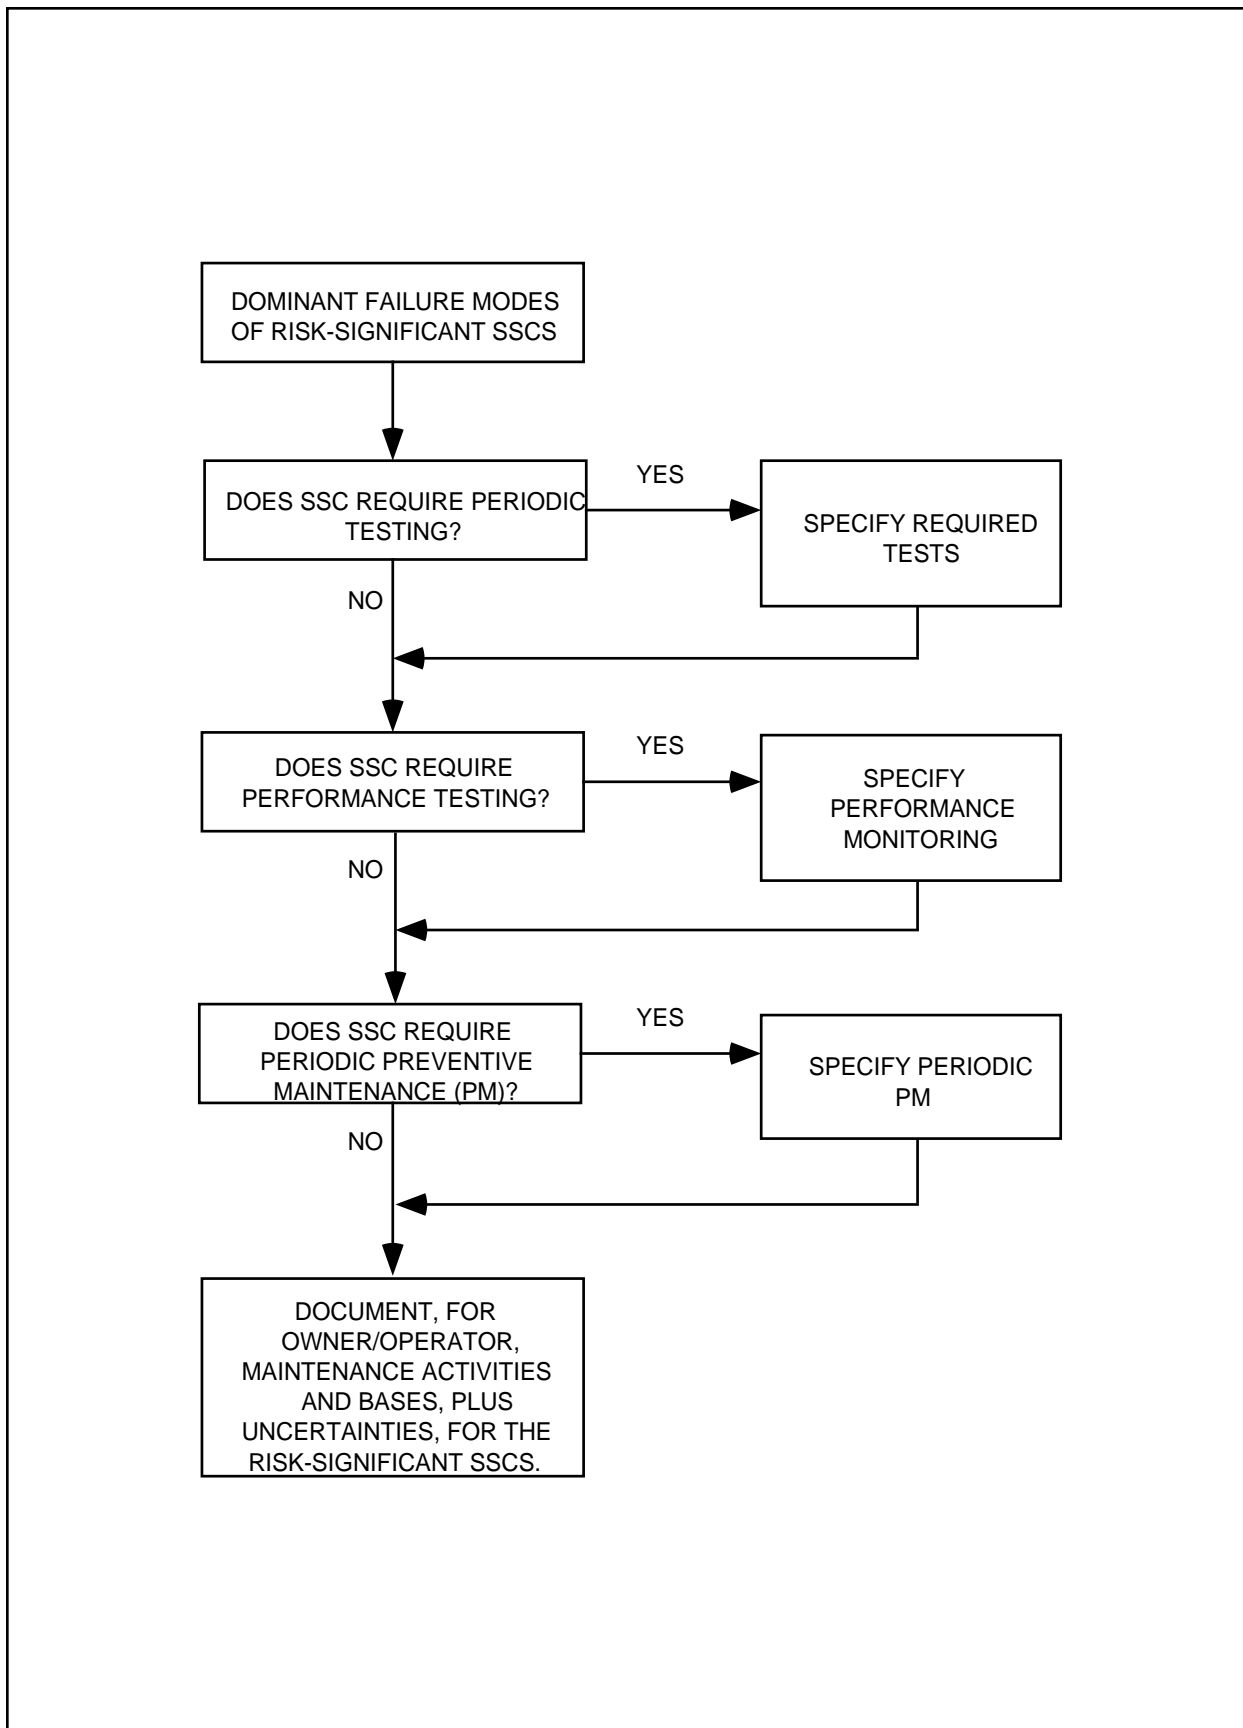 DOMINANT FAILURE MODES
OF RISK-SIGNIFICANT SSCS
DOES SSC REQUIRE PERIODIC
TESTING?
YES
SPECIFY REQUIRED
TESTS
NO
DOES SSC REQUIRE
PERFORMANCE TESTING?
YES
SPECIFY
PERFORMANCE
MONITORING
NO
DOES SSC REQUIRE
PERIODIC PREVENTIVE
MAINTENANCE (PM)?
YES
SPECIFY PERIODIC
PM
NO
DOCUMENT, FOR
OWNER/OPERATOR,
MAINTENANCE ACTIVITIES
AND BASES, PLUS
UNCERTAINTIES, FOR THE
RISK-SIGNIFICANT SSCS.